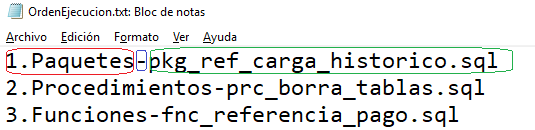 OrdenEjecucion.txt: Bloc de notas
Archivo Edición Formato Ver Ayuda
1.Paquetes-pkg_ref_carga_historico.sql
2.Procedimientos-prc_borra_tablas.sql
3.Funciones-fnc_referencia_pago.sql